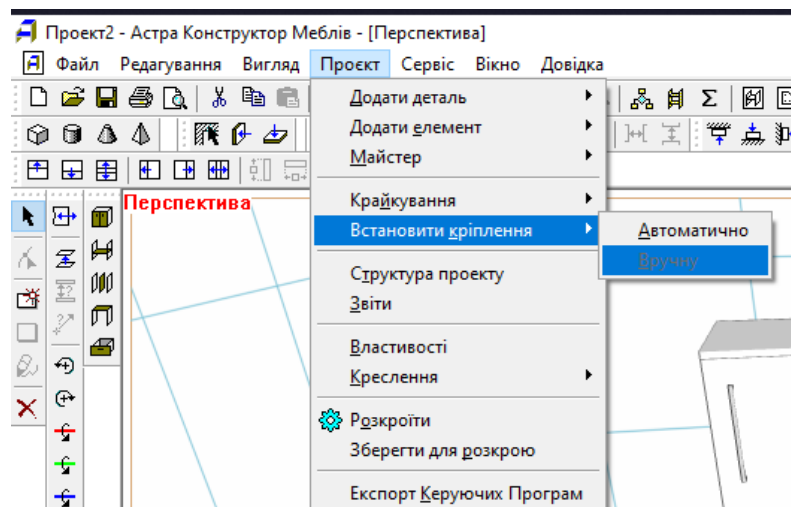 Проект2 - Астра Конструктор Меблів - [Перспектива]
Файл Редагування Вигляд Проєкт Сервіс Вікно Довідка
Додати деталь
Додати елемент
Майстер
Перспектива
Крайкування
Встановити кріплення
Автоматично
Вручну
Структура проекту
Звіти
Властивості
Креслення
Розкроїти
Зберегти для розкрою
Експорт Керуючих Програм